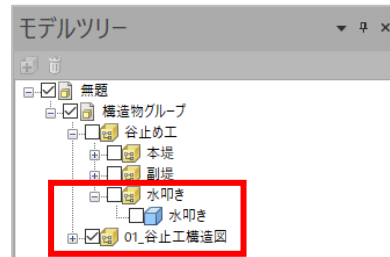 モデルツリー
無題
構造物グループ
谷止め工
本堤
副堤
水叩き
水叩き
01_谷止工構造図